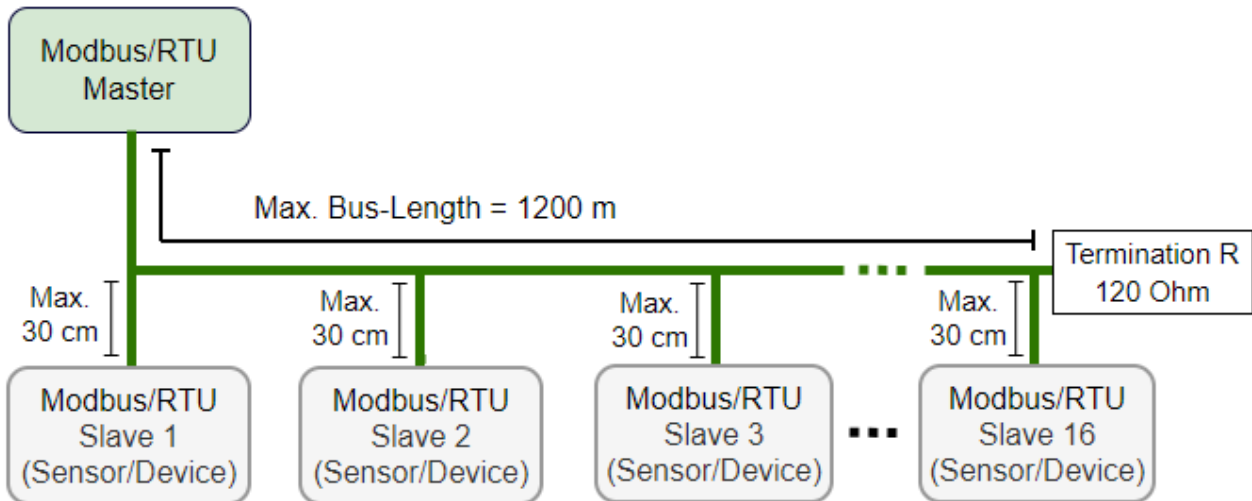 Modbus/RTU
Master
Max. Bus-Length = 1200 m
Termination R
120 Ohm
Max.
30 cm
Max.
30 cm
Max.
30 cm
Max.
30 cm
Modbus/RTU
Slave 1
(Sensor/Device)
Modbus/RTU
Slave 2
(Sensor/Device)
Modbus/RTU
Slave 3
(Sensor/Device)
Modbus/RTU
Slave 16
(Sensor/Device)